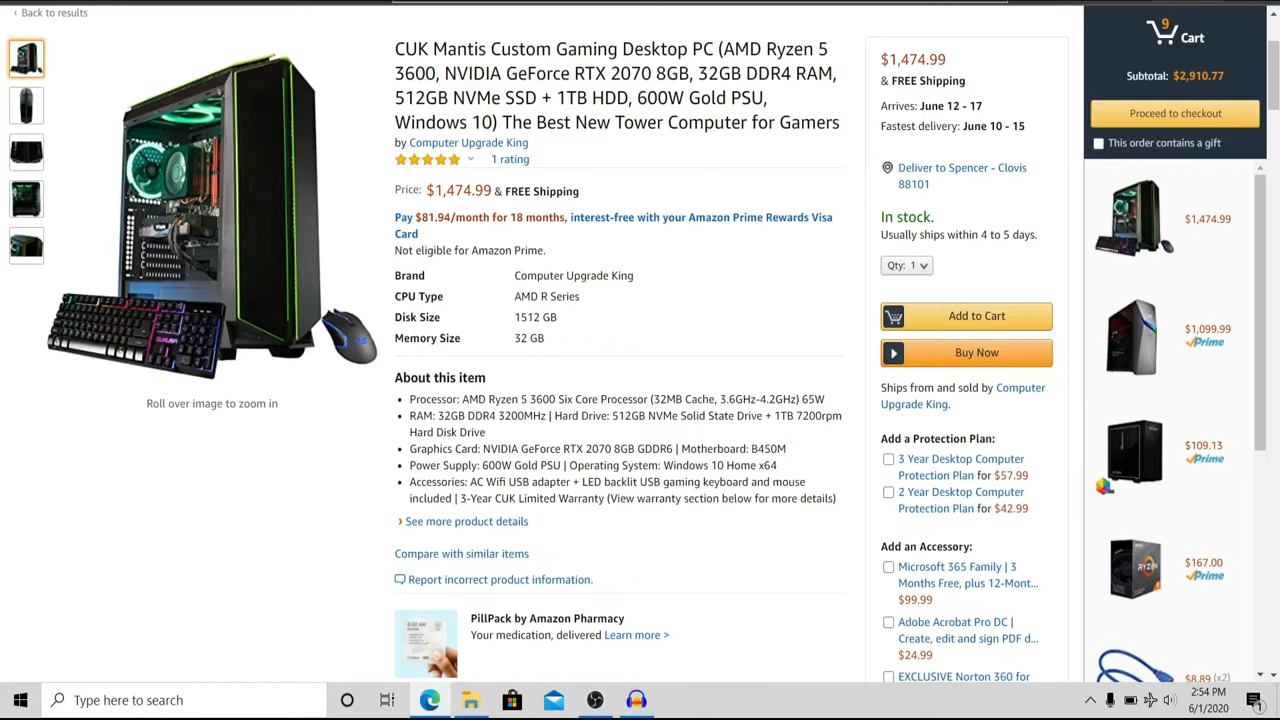 ‹ Back to results
CUK Mantis Custom Gaming Desktop PC (AMD Ryzen 5
3600, NVIDIA GeForce RTX 2070 8GB, 32GB DDR4 RAM,
512GB NVMe SSD + 1TB HDD, 600W Gold PSU,
Windows 10) The Best New Tower Computer for Gamers
by Computer Upgrade King
1 rating
Price: $1,474.99 & FREE Shipping
Pay $81.94/month for 18 months, interest-free with your Amazon Prime Rewards Visa
Card
Not eligible for Amazon Prime.
Brand Computer Upgrade King
CPU Type AMD R Series
Disk Size 1512 GB
Memory Size 32 GB
About this item
• Processor: AMD Ryzen 5 3600 Six Core Processor (32MB Cache, 3.6GHz-4.2GHz) 65W
• RAM: 32GB DDR4 3200MHz | Hard Drive: 512GB NVMe Solid State Drive + 1TB 7200rpm
Hard Disk Drive
• Graphics Card: NVIDIA GeForce RTX 2070 8GB GDDR6 | Motherboard: B450M
• Power Supply: 600W Gold PSU | Operating System: Windows 10 Home x64
• Accessories: AC Wifi USB adapter + LED backlit USB gaming keyboard and mouse
included | 3-Year CUK Limited Warranty (View warranty section below for more details)
› See more product details
Compare with similar items
Report incorrect product information.
PillPack by Amazon Pharmacy
Your medication, delivered Learn more >
Roll over image to zoom in
$1,474.99
& FREE Shipping
Arrives: June 12 - 17
Fastest delivery: June 10 - 15
Deliver to Spencer - Clovis
88101
In stock.
Usually ships within 4 to 5 days.
Qty: 1
Add to Cart
Buy Now
Ships from and sold by Computer
Upgrade King.
Add a Protection Plan:
3 Year Desktop Computer
Protection Plan for $57.99
2 Year Desktop Computer
Protection Plan for $42.99
Add an Accessory:
Microsoft 365 Family | 3
Months Free, plus 12-Mont...
$99.99
Adobe Acrobat Pro DC |
Create, edit and sign PDF d...
$24.99
EXCLUSIVE Norton 360 for
9
Cart
Subtotal: $2,910.77
Proceed to checkout
This order contains a gift
$1,474.99
$1,099.99
Prime
$109.13
Prime
RYZEN
$167.00
Prime
$8.89 (x2)
Type here to search
2:54 PM
6/1/2020
1